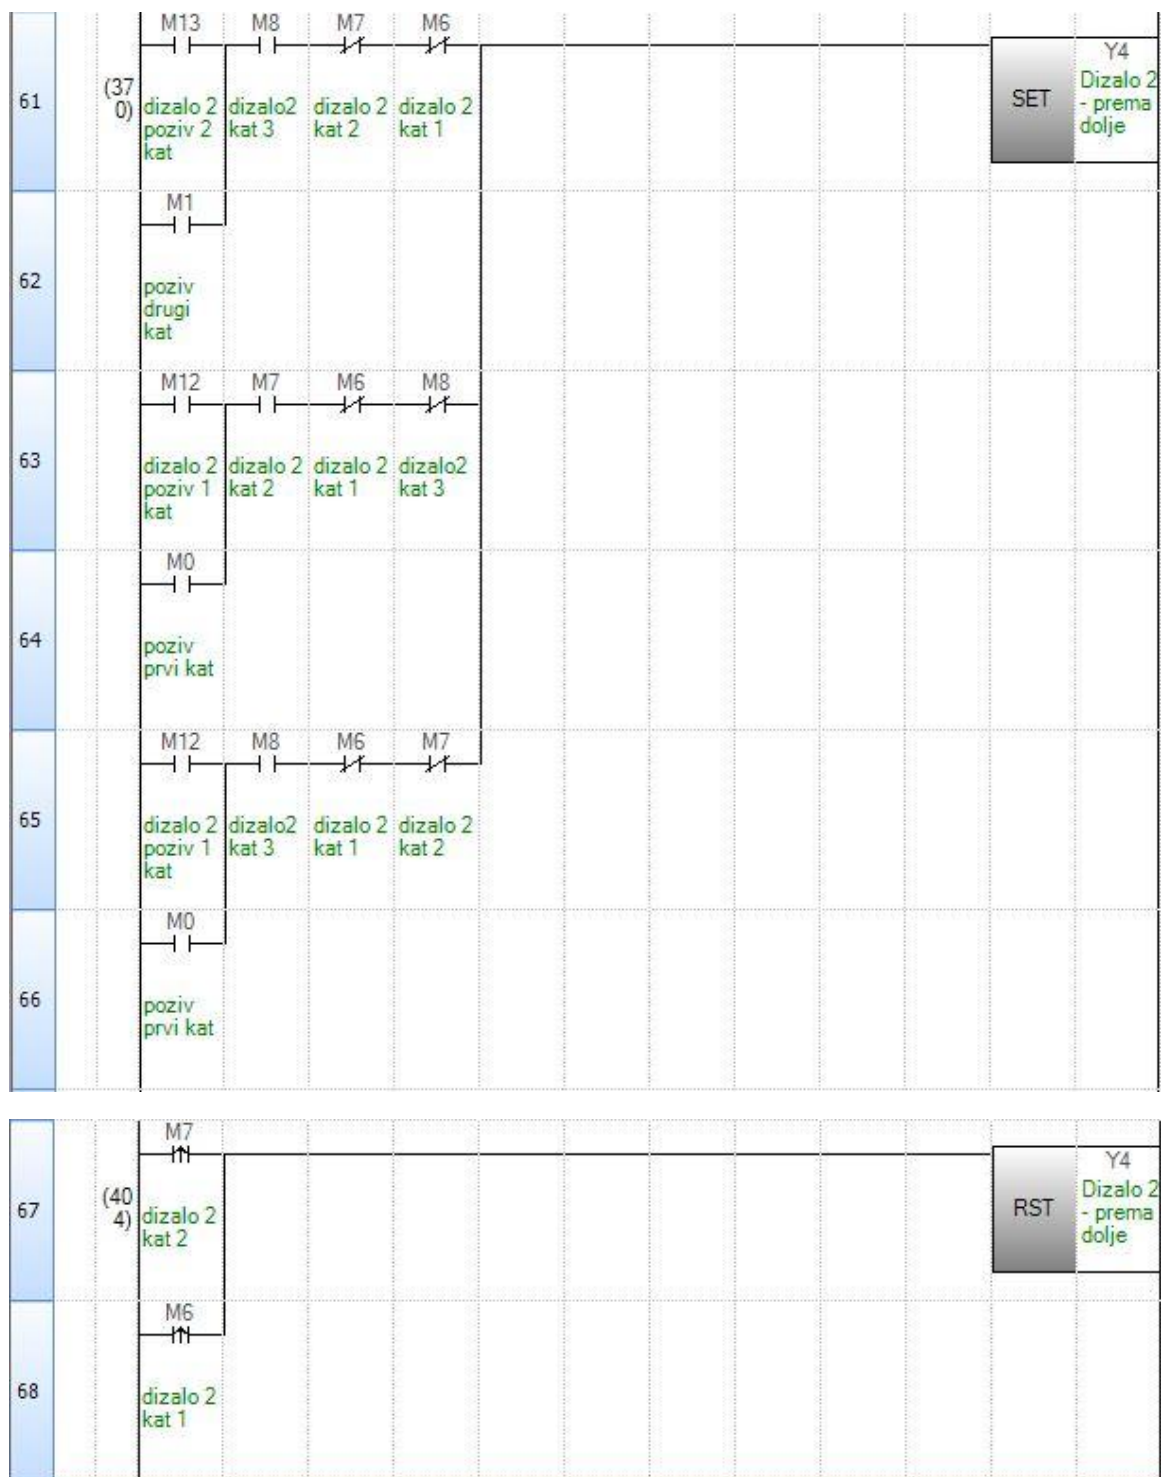 M13 M8 M7 M6
61 (37 0) dizalo 2 poziv 2 kat dizalo2 kat 3 dizalo 2 kat 2 dizalo 2 kat 1 SET Y4 Dizalo 2 - prema dolje
M1
62 poziv drugi kat
M12 M7 M6 M8
63 dizalo 2 poziv 1 kat dizalo 2 kat 2 dizalo 2 kat 1 dizalo2 kat 3
M0
64 poziv prvi kat
M12 M8 M6 M7
65 dizalo 2 poziv 1 kat dizalo2 kat 3 dizalo 2 kat 1 dizalo 2 kat 2
M0
66 poziv prvi kat
M7
67 (40 4) dizalo 2 kat 2 RST Y4 Dizalo 2 - prema dolje
M6
68 dizalo 2 kat 1